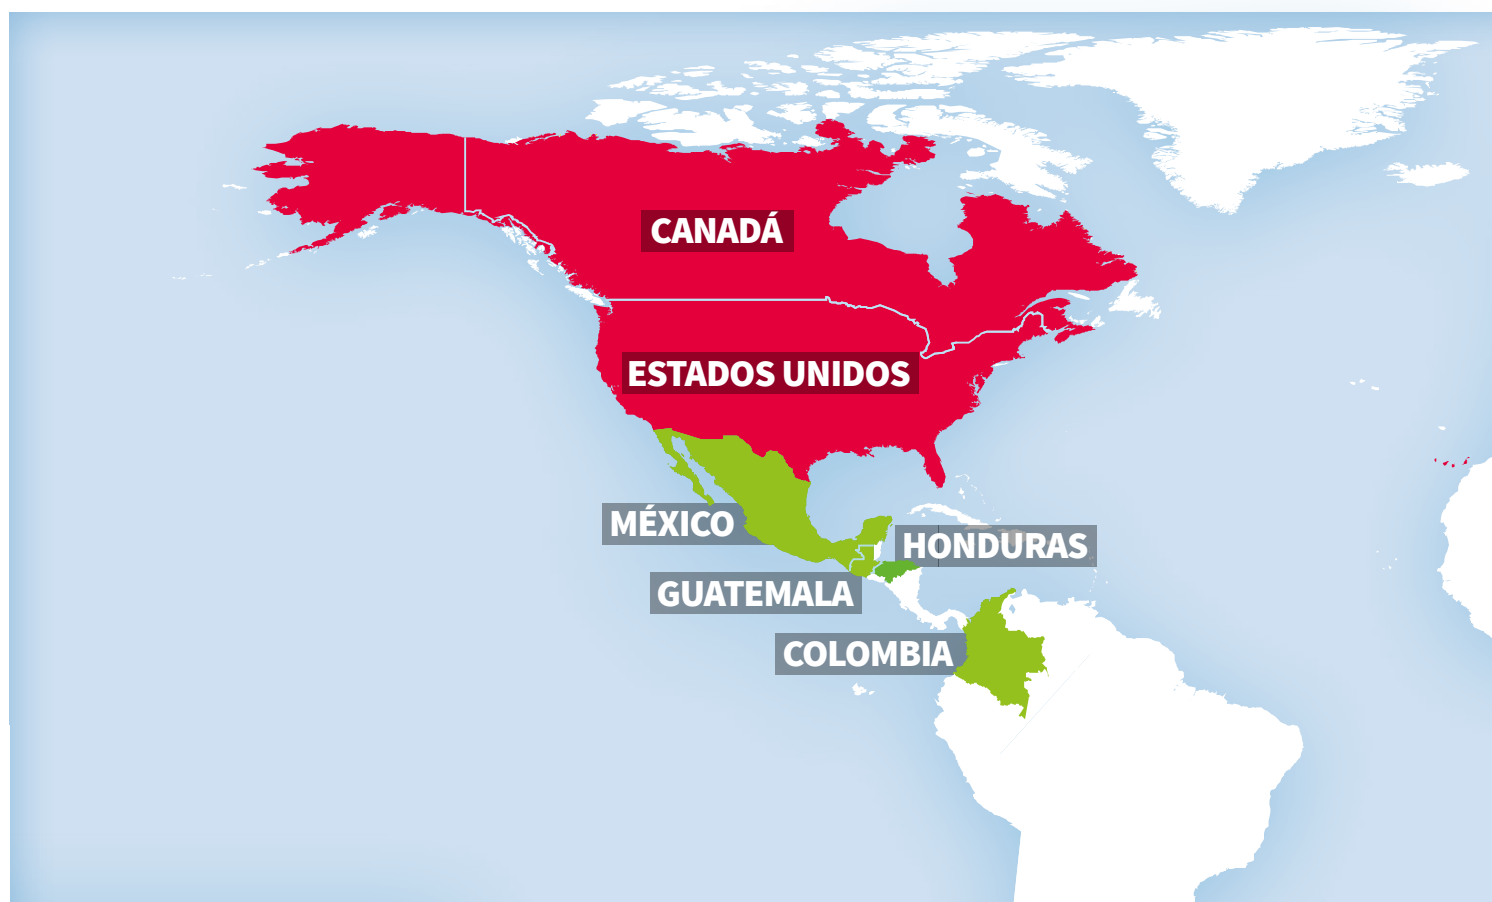 CANADÁ
ESTADOS UNIDOS
MÉXICO
HONDURAS
GUATEMALA
COLOMBIA